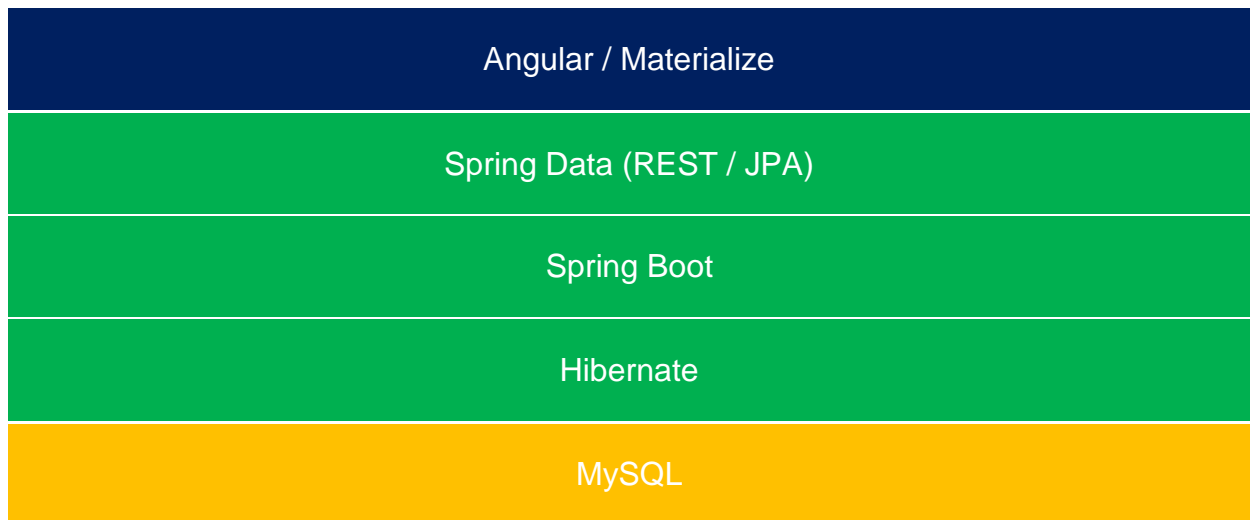 Angular / Materialize
Spring Data (REST / JPA)
Spring Boot
Hibernate
MySQL